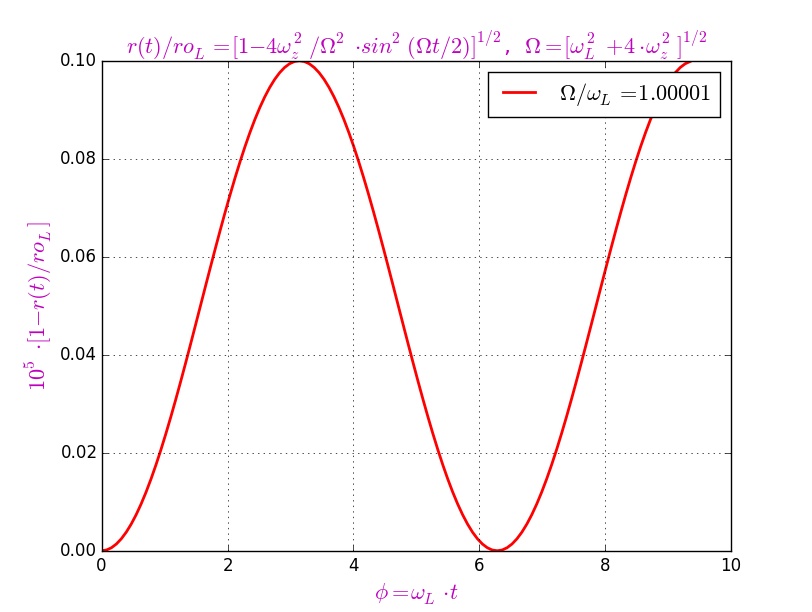 r(t)/ro_L = [1−4ω_z^2/Ω^2 ⋅sin^2(Ωt/2)]^{1/2}, Ω=[ω_L^2+4⋅ω_z^2]^{1/2}
Ω/ω_L =1.00001
10^5 ⋅[1−r(t)/ro_L]
0.10
0.08
0.06
0.04
0.02
0.00
0 2 4 6 8 10
ϕ=ω_L ⋅t